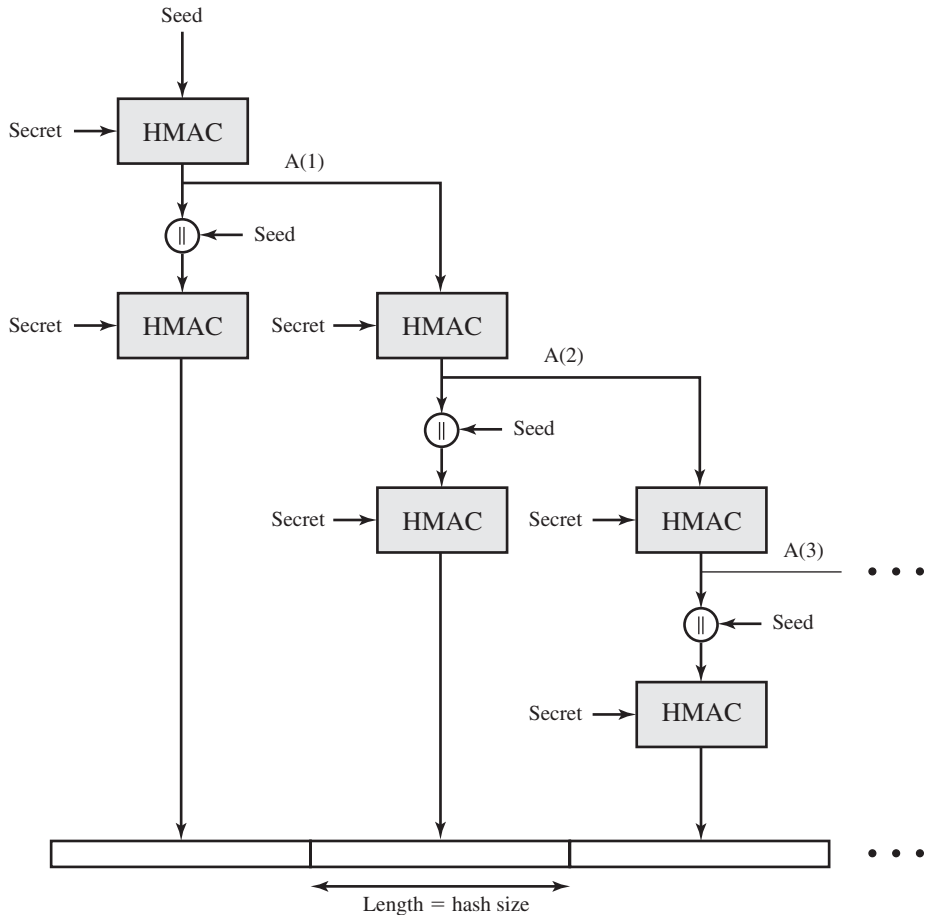 Seed
Secret
HMAC
A(1)
||
Seed
Secret
HMAC
Secret
HMAC
A(2)
||
Seed
Secret
HMAC
Secret
HMAC
A(3)
• • •
||
Seed
Secret
HMAC
• • •
Length = hash size